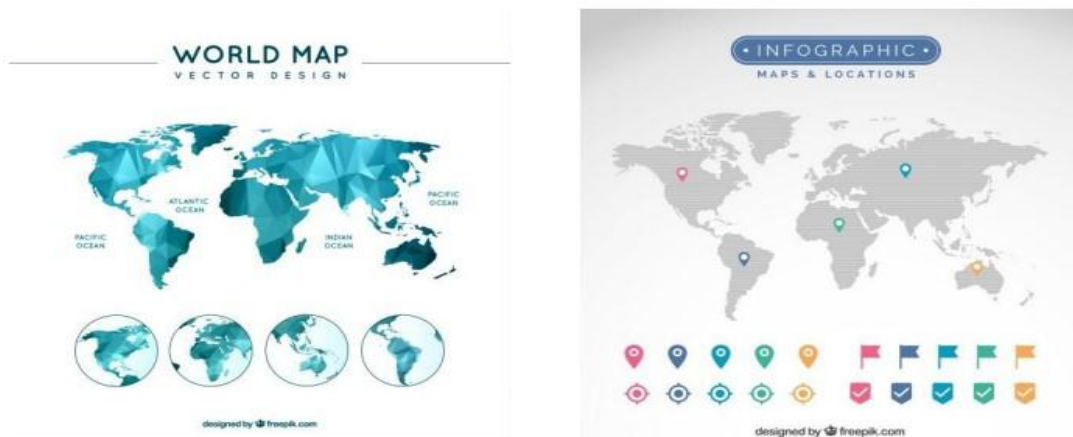 WORLD MAP
VECTOR DESIGN
ATLANTIC
OCEAN
PACIFIC
OCEAN
PACIFIC
OCEAN
INDIAN
OCEAN
designed by freepik.com
INFOGRAPHIC
MAPS & LOCATIONS
designed by freepik.com